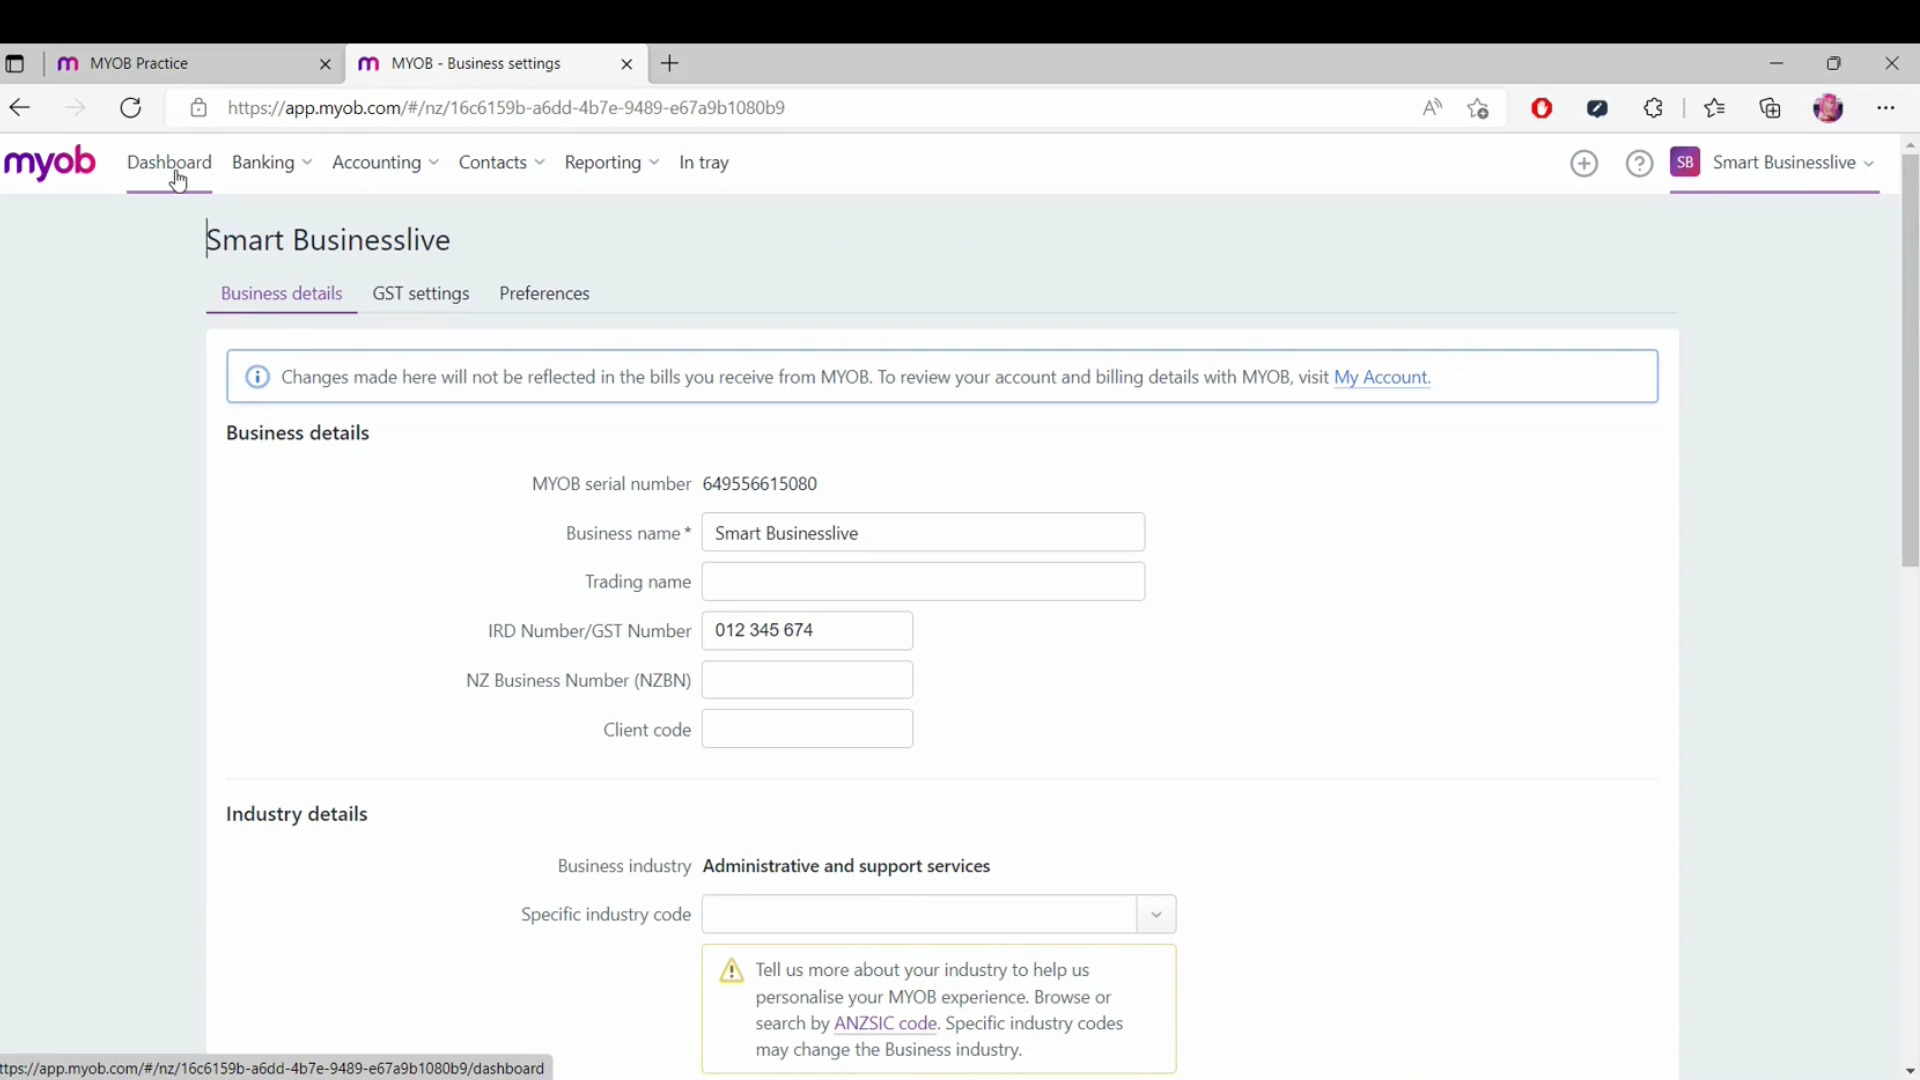 MYOB Practice
MYOB - Business settings
https://app.myob.com/#/nz/16c6159b-a6dd-4b7e-9489-e67a9b1080b9
myob Dashboard Banking Accounting Contacts Reporting In tray SB Smart Businesslive
Smart Businesslive
Business details GST settings Preferences
Changes made here will not be reflected in the bills you receive from MYOB. To review your account and billing details with MYOB, visit My Account.
Business details
MYOB serial number 649556615080
Business name* Smart Businesslive
Trading name
IRD Number/GST Number 012 345 674
NZ Business Number (NZBN)
Client code
Industry details
Business industry Administrative and support services
Specific industry code
Tell us more about your industry to help us
personalise your MYOB experience. Browse or
search by ANZSIC code. Specific industry codes
may change the Business industry.
ttps://app.myob.com/#/nz/16c6159b-a6dd-4b7e-9489-e67a9b1080b9/dashboard